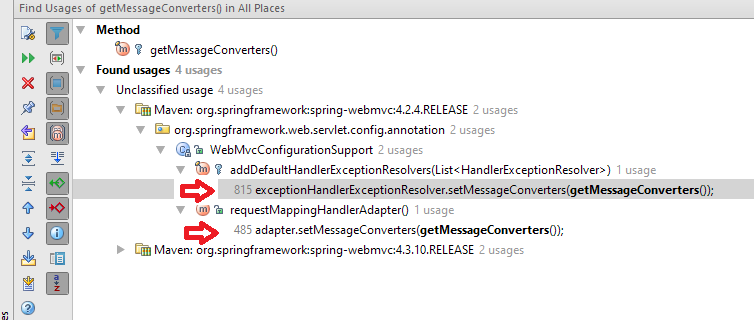 Find Usages of getMessageConverters() in All Places
Method
getMessageConverters()
Found usages 4 usages
Unclassified usage 4 usages
Maven: org.springframework:spring-webmvc:4.2.4.RELEASE 2 usages
org.springframework.web.servlet.config.annotation 2 usages
WebMvcConfigurationSupport 2 usages
addDefaultHandlerExceptionResolvers(List<HandlerExceptionResolver>) 1 usage
815 exceptionHandlerExceptionResolver.setMessageConverters(getMessageConverters());
requestMappingHandlerAdapter() 1 usage
485 adapter.setMessageConverters(getMessageConverters());
Maven: org.springframework:spring-webmvc:4.3.10.RELEASE 2 usages